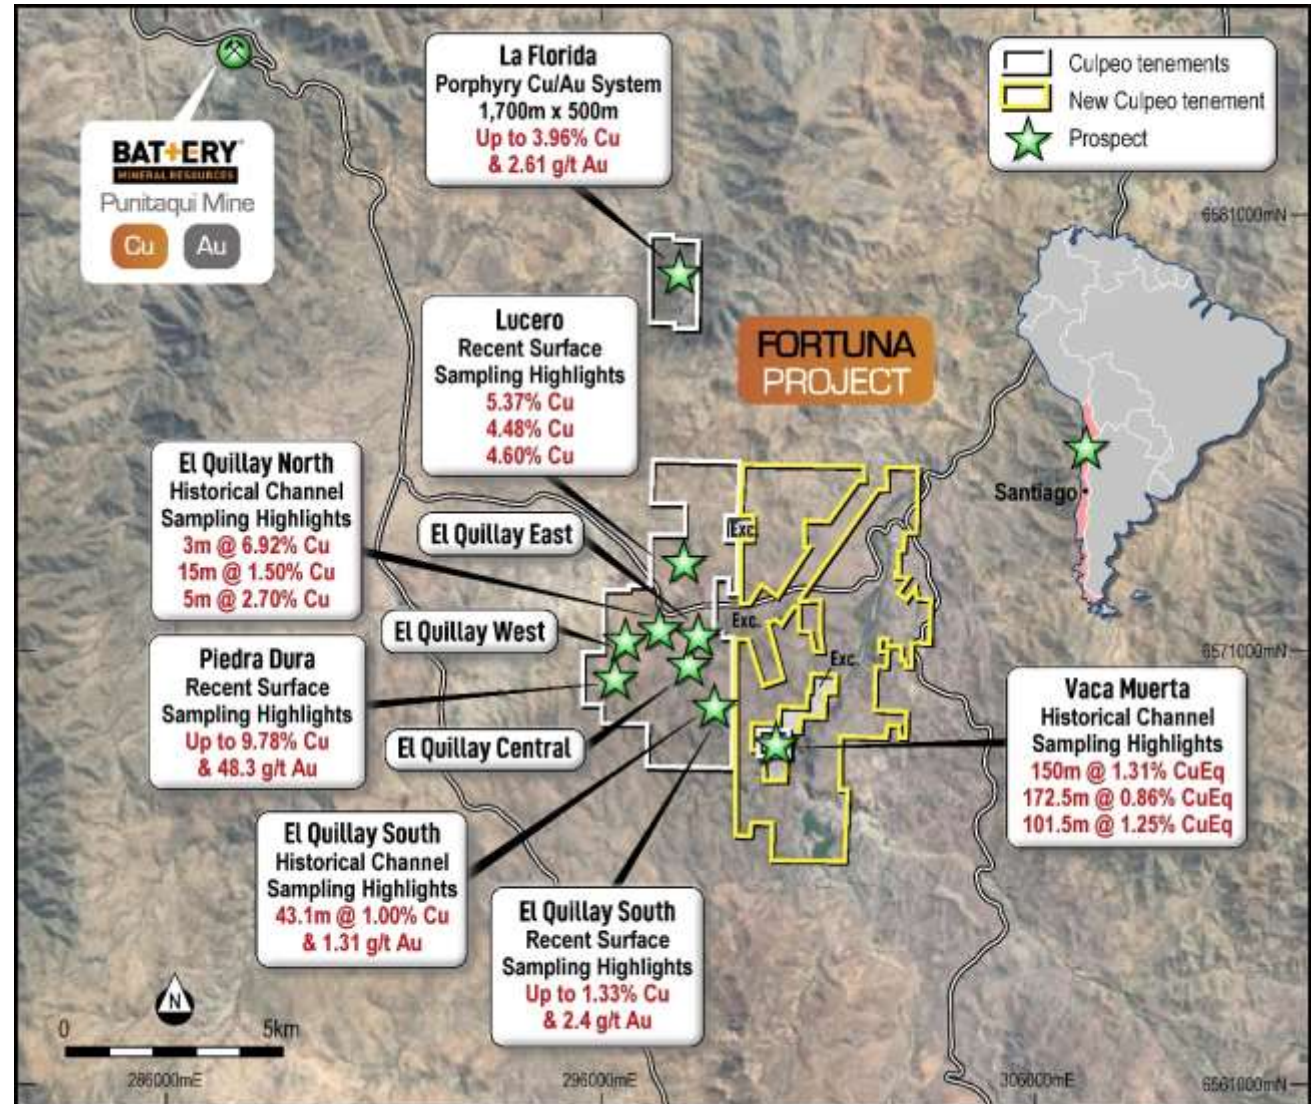 La Florida
Porphyry Cu/Au System
1,700m x 500m
Up to 3.96% Cu
& 2.61 g/t Au
Culpeo tenements
New Culpeo tenement
Prospect
BATTERY
MINERAL RESOURCES
Punitaqui Mine
Cu
Au
6581000mN
Lucero
Recent Surface
Sampling Highlights
5.37% Cu
4.48% Cu
4.60% Cu
FORTUNA
PROJECT
Santiago
El Quillay North
Historical Channel
Sampling Highlights
3m @ 6.92% Cu
15m @ 1.50% Cu
5m @ 2.70% Cu
El Quillay East
Exc.
El Quillay West
Exc.
Exc.
6571000mN
Piedra Dura
Recent Surface
Sampling Highlights
Up to 9.78% Cu
& 48.3 g/t Au
El Quillay Central
Vaca Muerta
Historical Channel
Sampling Highlights
150m @ 1.31% CuEq
172.5m @ 0.86% CuEq
101.5m @ 1.25% CuEq
El Quillay South
Historical Channel
Sampling Highlights
43.1m @ 1.00% Cu
& 1.31 g/t Au
El Quillay South
Recent Surface
Sampling Highlights
Up to 1.33% Cu
& 2.4 g/t Au
N
0
5km
286000mE
296000mE
306000mE
6561000mN